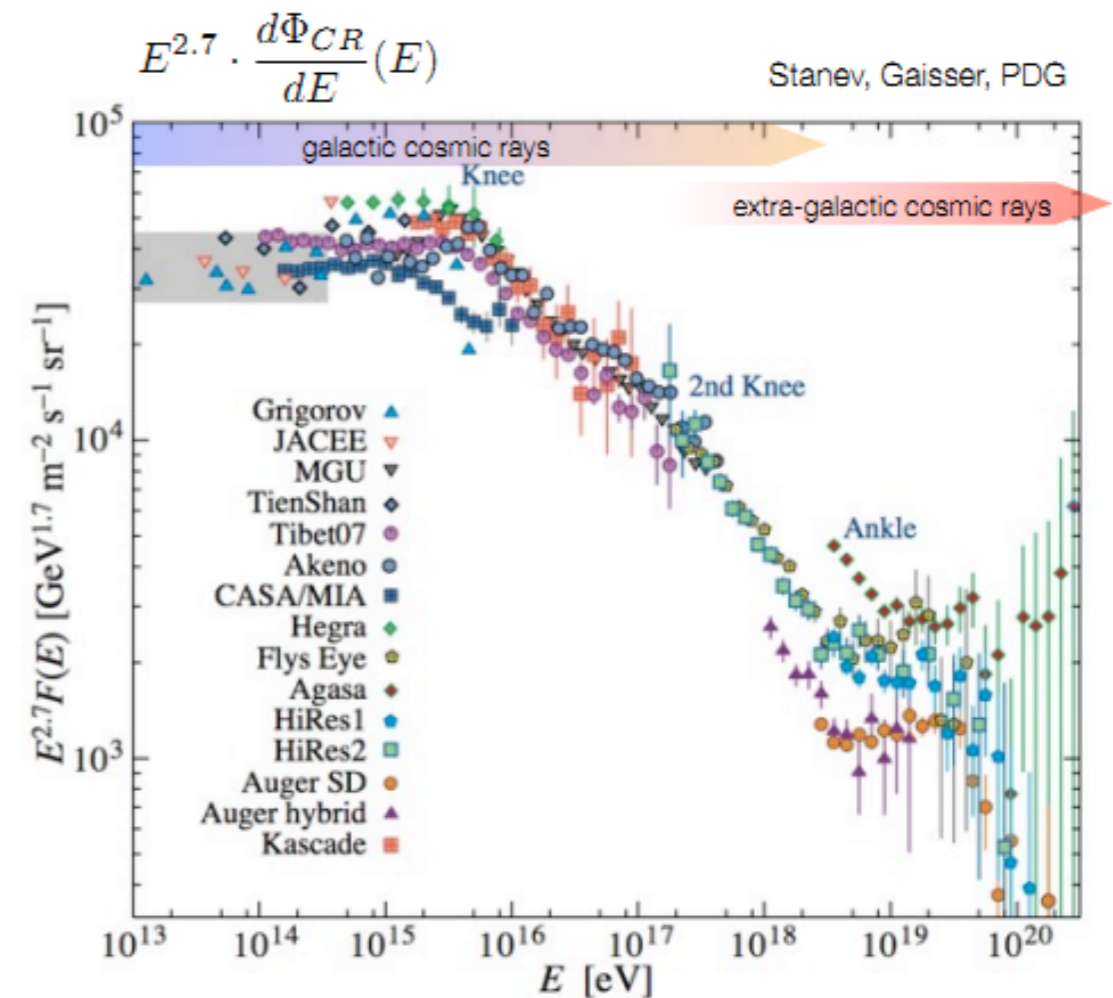 E^{2.7} · dΦ_{CR}/dE (E)
Stanev, Gaisser, PDG
galactic cosmic rays
Knee
extra-galactic cosmic rays
2nd Knee
Ankle
Grigorov
JACEE
MGU
TienShan
Tibet07
Akeno
CASA/MIA
Hegra
Flys Eye
Agasa
HiRes1
HiRes2
Auger SD
Auger hybrid
Kascade
E^{2.7}F(E) [GeV^{1.7} m^{−2} s^{−1} sr^{−1}]
10^5
10^4
10^3
10^{13} 10^{14} 10^{15} 10^{16} 10^{17} 10^{18} 10^{19} 10^{20}
E [eV]